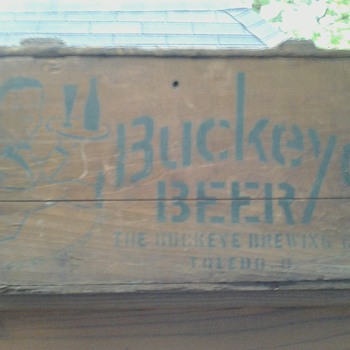 Buckeye
BEER
THE BUCKEYE BREWING
TOLEDO, O.